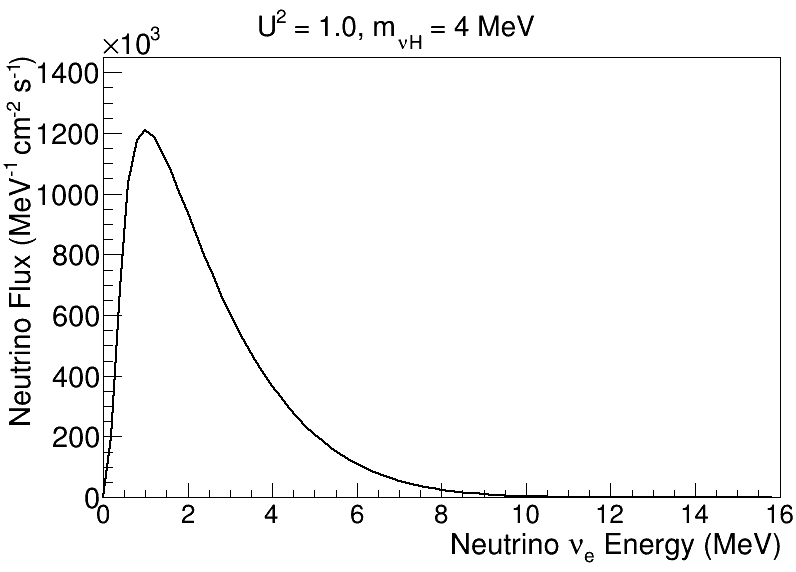 U² = 1.0, m_νH = 4 MeV
×10³
Neutrino Flux (MeV⁻¹ cm⁻² s⁻¹)
1400
1200
1000
800
600
400
200
0
0 2 4 6 8 10 12 14 16
Neutrino ν_e Energy (MeV)